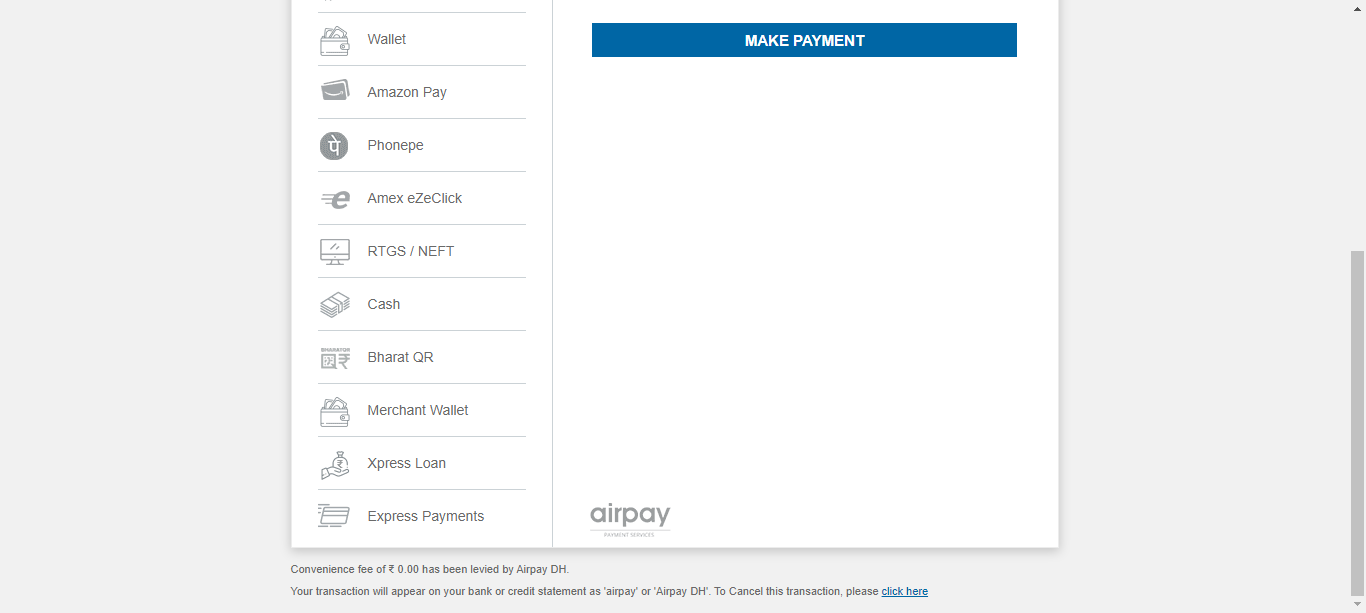 MAKE PAYMENT
Wallet
Amazon Pay
पे
Phonepe
e
Amex eZeClick
RTGS / NEFT
Cash
BHARATQR
Bharat QR
Merchant Wallet
₹
Xpress Loan
Express Payments
airpay
PAYMENT SERVICES
Convenience fee of ₹ 0.00 has been levied by Airpay DH.
Your transaction will appear on your bank or credit statement as 'airpay' or 'Airpay DH'. To Cancel this transaction, please click here